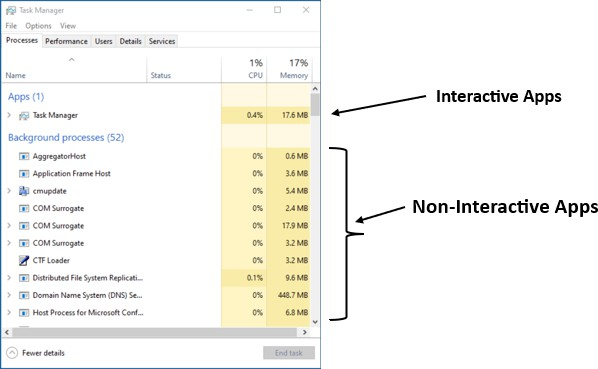 Task Manager
File Options View
Processes Performance Users Details Services
1% 17%
Name Status CPU Memory
Apps (1)
Task Manager 0.4% 17.6 MB
Interactive Apps
Background processes (52)
AggregatorHost 0% 0.6 MB
Application Frame Host 0% 3.6 MB
cmupdate 0% 5.4 MB
COM Surrogate 0% 2.4 MB
Non-Interactive Apps
COM Surrogate 0% 17.9 MB
COM Surrogate 0% 3.2 MB
CTF Loader 0% 3.2 MB
Distributed File System Replicati... 0.1% 9.6 MB
Domain Name System (DNS) Se... 0% 448.7 MB
Host Process for Microsoft Conf... 0% 6.8 MB
Fewer details End task